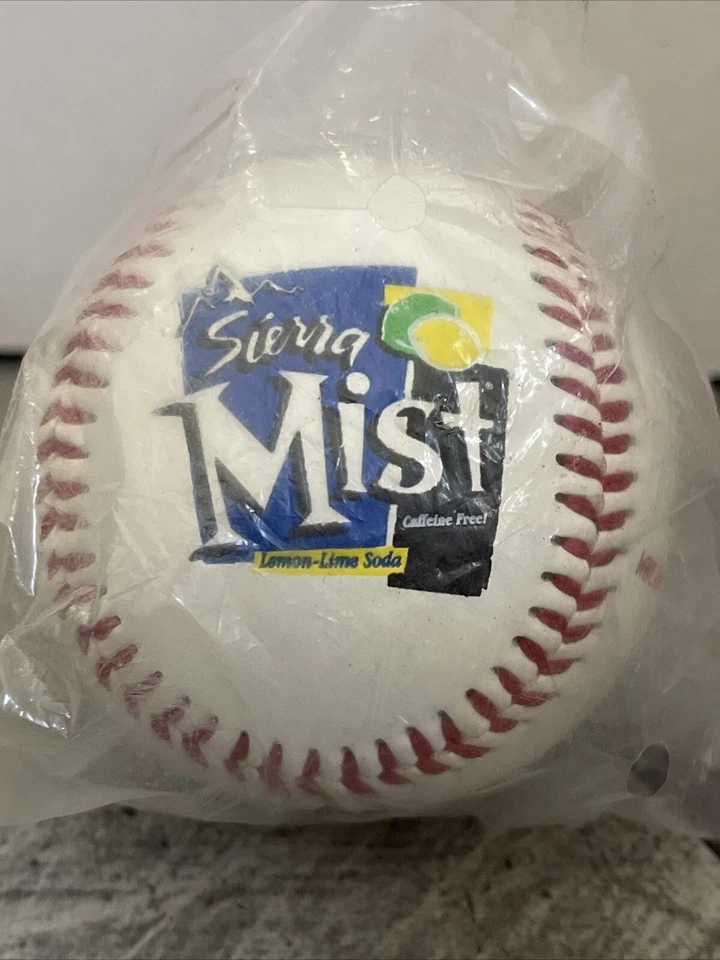 Sierra
Mist
Caffeine Free!
Lemon-Lime Soda